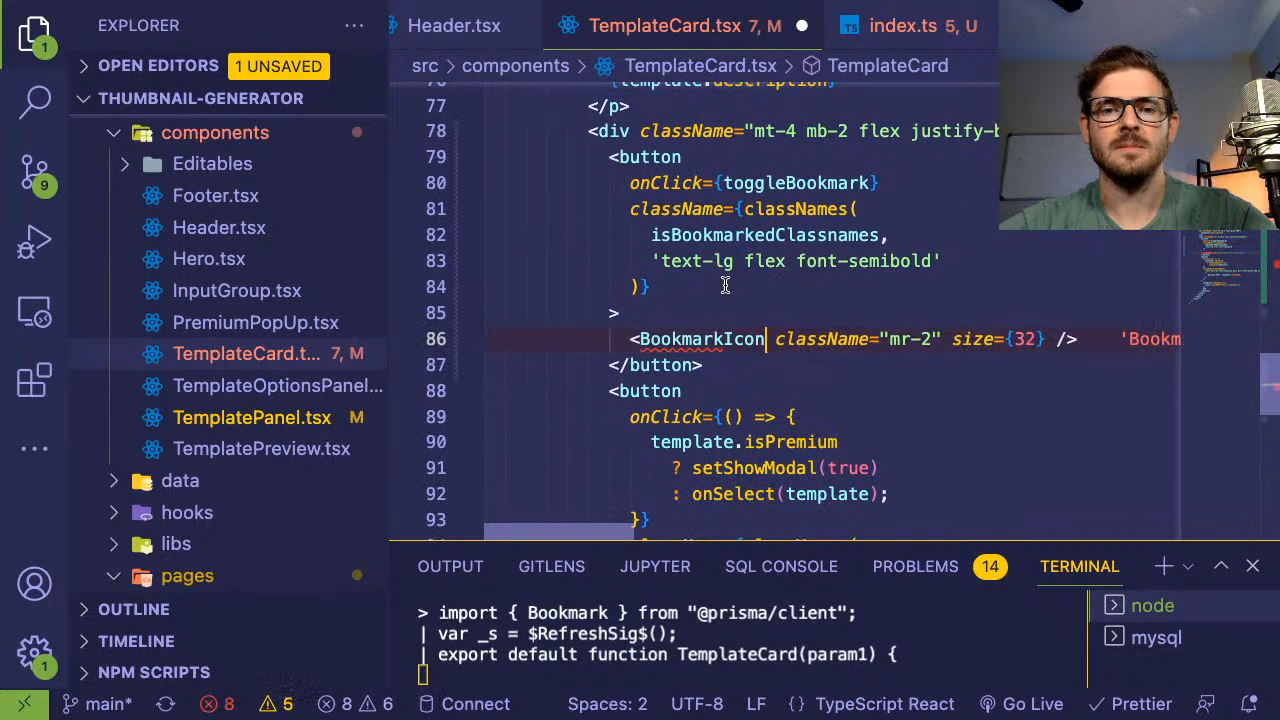 EXPLORER
OPEN EDITORS 1 UNSAVED
THUMBNAIL-GENERATOR
components
Editables
Footer.tsx
Header.tsx
Hero.tsx
InputGroup.tsx
PremiumPopUp.tsx
TemplateCard.t... 7, M
TemplateOptionsPanel...
TemplatePanel.tsx M
TemplatePreview.tsx
data
hooks
libs
pages
OUTLINE
TIMELINE
NPM SCRIPTS
1
9
1
Header.tsx TemplateCard.tsx 7, M index.ts 5, U
src > components > TemplateCard.tsx > TemplateCard
{template.description}
77 </p>
78 <div className="mt-4 mb-2 flex justify-b
79 <button
80 onClick={toggleBookmark}
81 className={classNames(
82 isBookmarkedClassnames,
83 'text-lg flex font-semibold'
84 )}
85 >
86 <BookmarkIcon className="mr-2" size={32} /> 'Bookm
87 </button>
88 <button
89 onClick={() => {
90 template.isPremium
91 ? setShowModal(true)
92 : onSelect(template);
93 }}
OUTPUT GITLENS JUPYTER SQL CONSOLE PROBLEMS 14 TERMINAL
> import { Bookmark } from "@prisma/client";
| var _s = $RefreshSig$();
| export default function TemplateCard(param1) {
node
mysql
main* 8 5 8 6 Connect Spaces: 2 UTF-8 LF {} TypeScript React Go Live Prettier